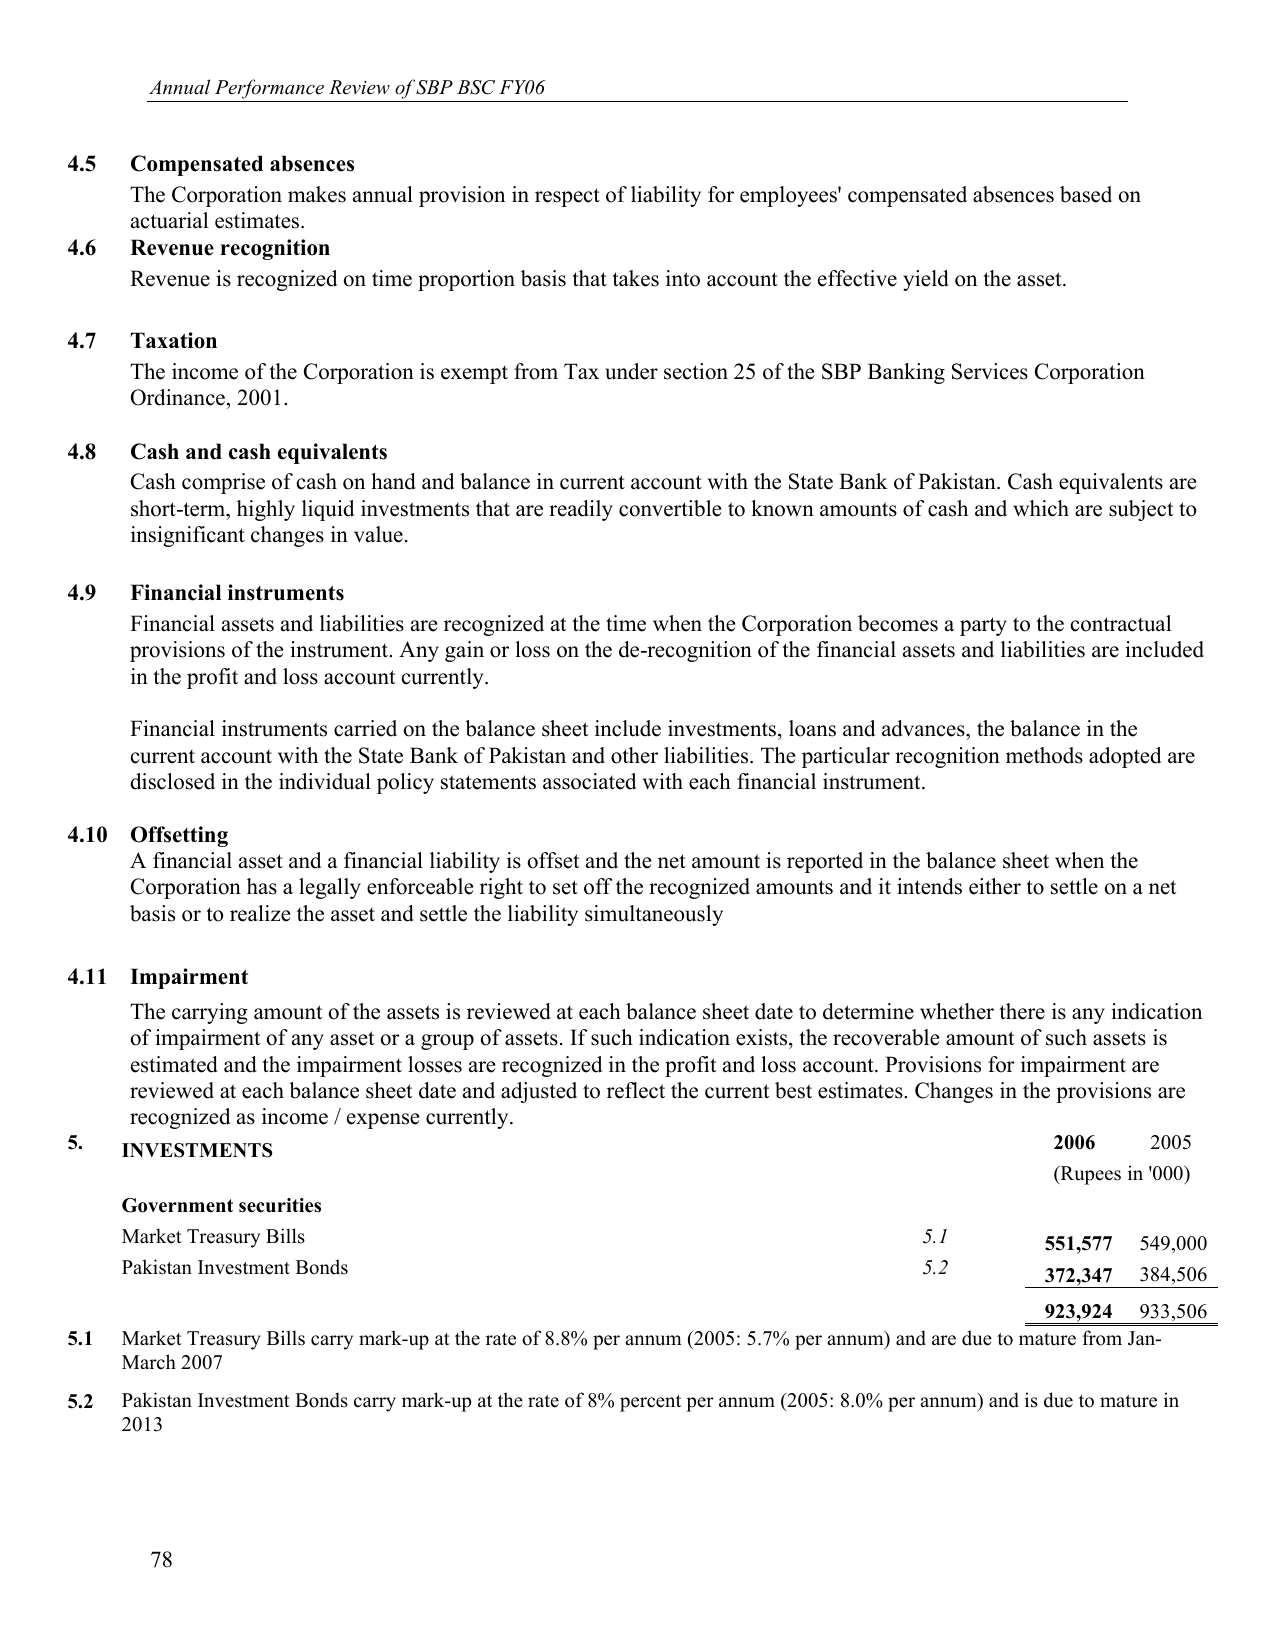 Annual Performance Review of SBP BSC FY06
4.5 Compensated absences
The Corporation makes annual provision in respect of liability for employees' compensated absences based on
actuarial estimates.
4.6 Revenue recognition
Revenue is recognized on time proportion basis that takes into account the effective yield on the asset.
4.7 Taxation
The income of the Corporation is exempt from Tax under section 25 of the SBP Banking Services Corporation
Ordinance, 2001.
4.8 Cash and cash equivalents
Cash comprise of cash on hand and balance in current account with the State Bank of Pakistan. Cash equivalents are
short-term, highly liquid investments that are readily convertible to known amounts of cash and which are subject to
insignificant changes in value.
4.9 Financial instruments
Financial assets and liabilities are recognized at the time when the Corporation becomes a party to the contractual
provisions of the instrument. Any gain or loss on the de-recognition of the financial assets and liabilities are included
in the profit and loss account currently.
Financial instruments carried on the balance sheet include investments, loans and advances, the balance in the
current account with the State Bank of Pakistan and other liabilities. The particular recognition methods adopted are
disclosed in the individual policy statements associated with each financial instrument.
4.10 Offsetting
A financial asset and a financial liability is offset and the net amount is reported in the balance sheet when the
Corporation has a legally enforceable right to set off the recognized amounts and it intends either to settle on a net
basis or to realize the asset and settle the liability simultaneously
4.11 Impairment
The carrying amount of the assets is reviewed at each balance sheet date to determine whether there is any indication
of impairment of any asset or a group of assets. If such indication exists, the recoverable amount of such assets is
estimated and the impairment losses are recognized in the profit and loss account. Provisions for impairment are
reviewed at each balance sheet date and adjusted to reflect the current best estimates. Changes in the provisions are
recognized as income / expense currently.
5. INVESTMENTS 2006 2005
(Rupees in '000)
Government securities
Market Treasury Bills 5.1 551,577 549,000
Pakistan Investment Bonds 5.2 372,347 384,506
923,924 933,506
5.1 Market Treasury Bills carry mark-up at the rate of 8.8% per annum (2005: 5.7% per annum) and are due to mature from Jan-
March 2007
5.2 Pakistan Investment Bonds carry mark-up at the rate of 8% percent per annum (2005: 8.0% per annum) and is due to mature in
2013
78